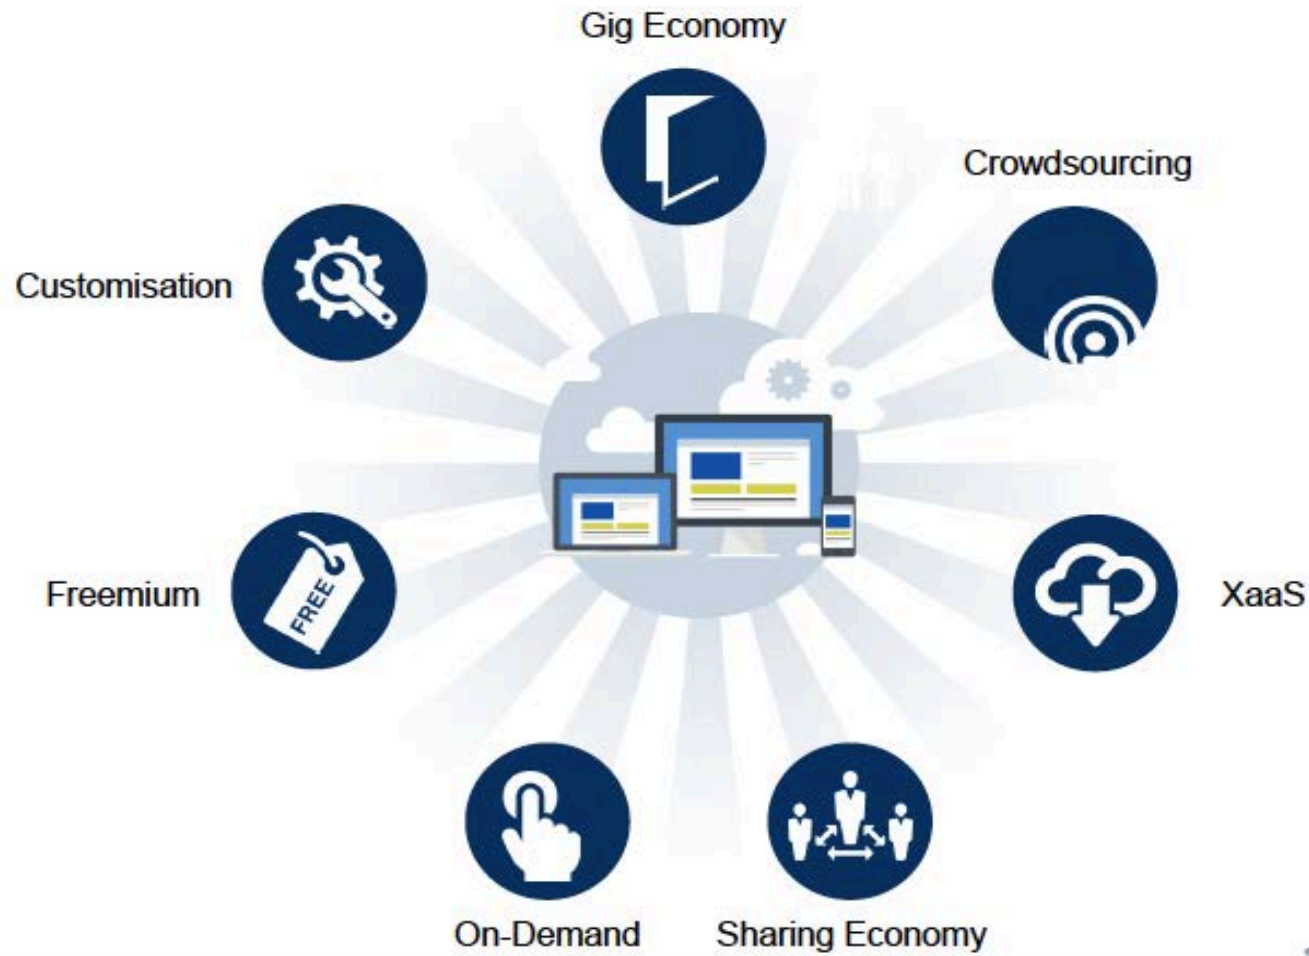 Gig Economy
Crowdsourcing
Customisation
Freemium
FREE
XaaS
On-Demand
Sharing Economy